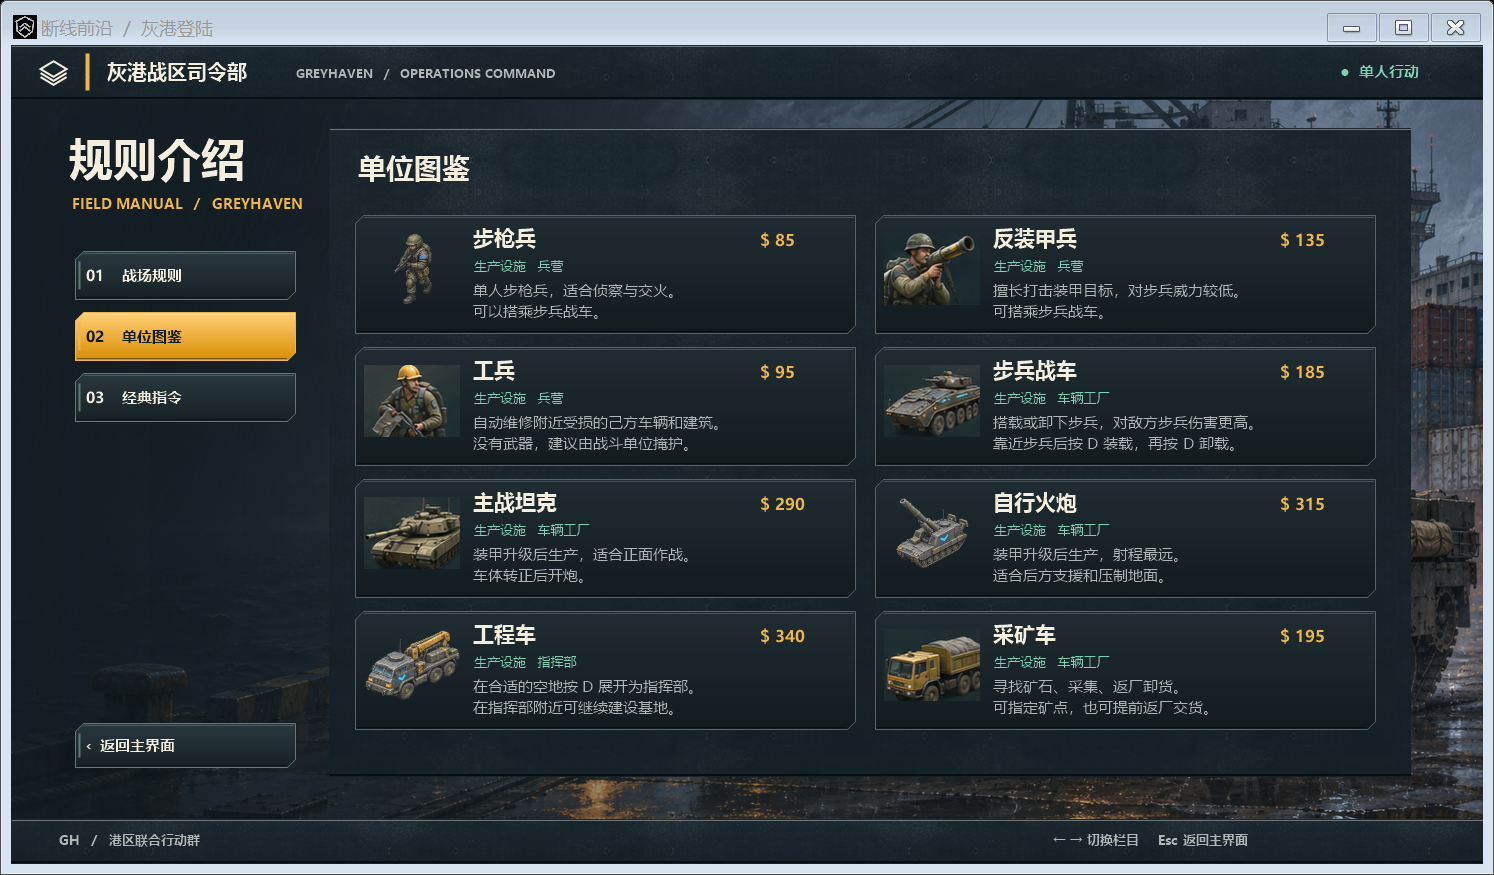 断线前沿 / 灰港登陆
灰港战区司令部
GREYHAVEN / OPERATIONS COMMAND
单人行动
规则介绍
FIELD MANUAL / GREYHAVEN
01 战场规则
02 单位图鉴
03 经典指令
‹ 返回主界面
单位图鉴
步枪兵
$ 85
生产设施 兵营
单人步枪兵，适合侦察与交火。
可以搭乘步兵战车。
反装甲兵
$ 135
生产设施 兵营
擅长打击装甲目标，对步兵威力较低。
可搭乘步兵战车。
工兵
$ 95
生产设施 兵营
自动维修附近受损的己方车辆和建筑。
没有武器，建议由战斗单位掩护。
步兵战车
$ 185
生产设施 车辆工厂
搭载或卸下步兵，对敌方步兵伤害更高。
靠近步兵后按 D 装载，再按 D 卸载。
主战坦克
$ 290
生产设施 车辆工厂
装甲升级后生产，适合正面作战。
车体转正后开炮。
自行火炮
$ 315
生产设施 车辆工厂
装甲升级后生产，射程最远。
适合后方支援和压制地面。
工程车
$ 340
生产设施 指挥部
在合适的空地按 D 展开为指挥部。
在指挥部附近可继续建设基地。
采矿车
$ 195
生产设施 车辆工厂
寻找矿石、采集、返厂卸货。
可指定矿点，也可提前返厂交货。
GH / 港区联合行动群
←→ 切换栏目 Esc 返回主界面